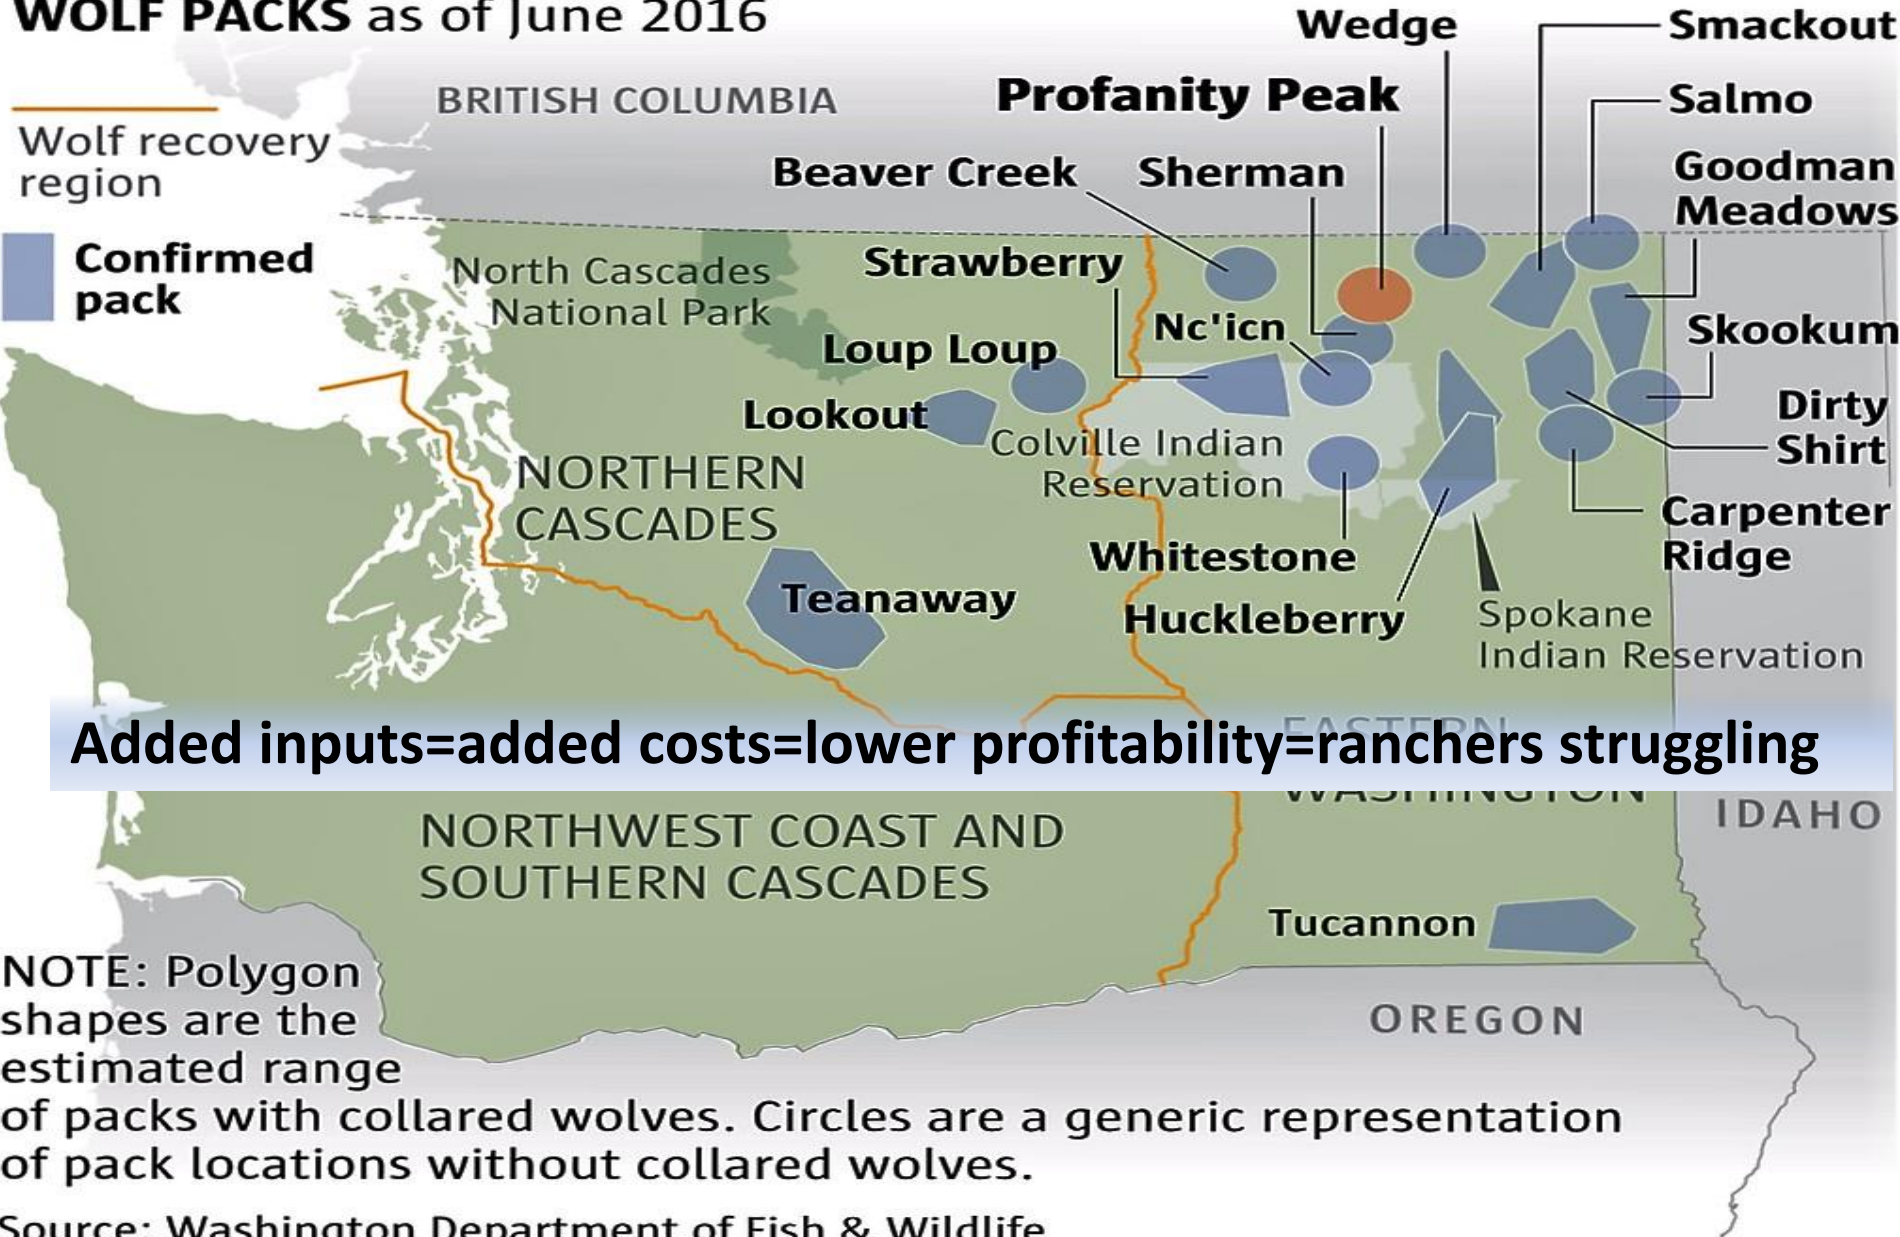 WOLF PACKS as of June 2016
Wolf recovery
region
Confirmed
pack
BRITISH COLUMBIA
Wedge
Smackout
Profanity Peak
Salmo
Beaver Creek
Sherman
Goodman
Meadows
North Cascades
National Park
Strawberry
Nc'icn
Loup Loup
Skookum
Lookout
Dirty
Shirt
Colville Indian
Reservation
NORTHERN
CASCADES
Carpenter
Ridge
Whitestone
Teanaway
Huckleberry
Spokane
Indian Reservation
EASTERN
WASHINGTON
Added inputs=added costs=lower profitability=ranchers struggling
IDAHO
NORTHWEST COAST AND
SOUTHERN CASCADES
Tucannon
OREGON
NOTE: Polygon
shapes are the
estimated range
of packs with collared wolves. Circles are a generic representation
of pack locations without collared wolves.
Source: Washington Department of Fish & Wildlife